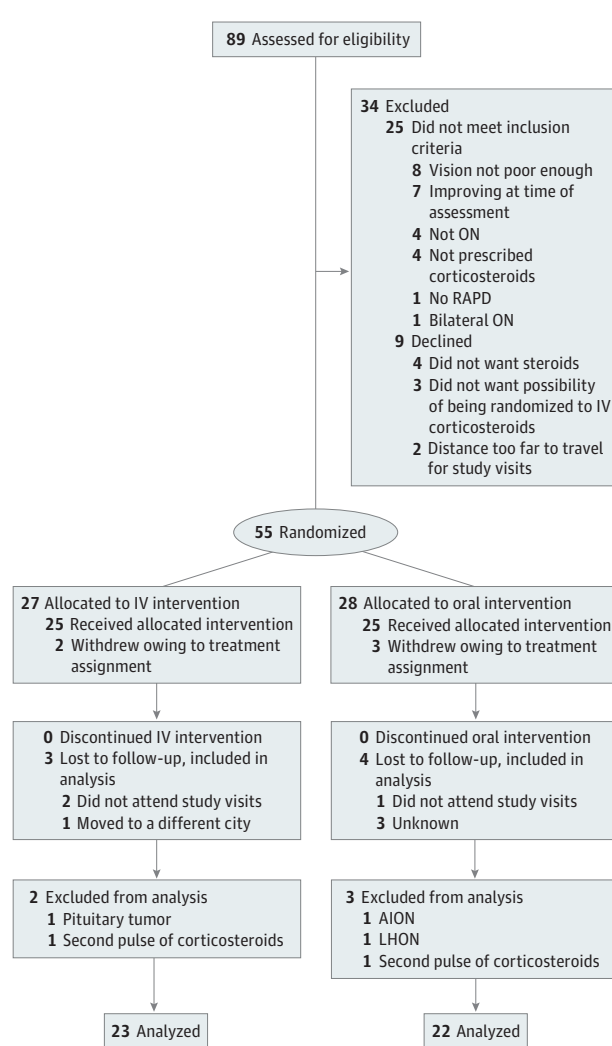 89 Assessed for eligibility
34 Excluded
25 Did not meet inclusion
criteria
8 Vision not poor enough
7 Improving at time of
assessment
4 Not ON
4 Not prescribed
corticosteroids
1 No RAPD
1 Bilateral ON
9 Declined
4 Did not want steroids
3 Did not want possibility
of being randomized to IV
corticosteroids
2 Distance too far to travel
for study visits
55 Randomized
27 Allocated to IV intervention
25 Received allocated intervention
2 Withdrew owing to treatment
assignment
28 Allocated to oral intervention
25 Received allocated intervention
3 Withdrew owing to treatment
assignment
0 Discontinued IV intervention
3 Lost to follow-up, included in
analysis
2 Did not attend study visits
1 Moved to a different city
0 Discontinued oral intervention
4 Lost to follow-up, included in
analysis
1 Did not attend study visits
3 Unknown
2 Excluded from analysis
1 Pituitary tumor
1 Second pulse of corticosteroids
3 Excluded from analysis
1 AION
1 LHON
1 Second pulse of corticosteroids
23 Analyzed
22 Analyzed